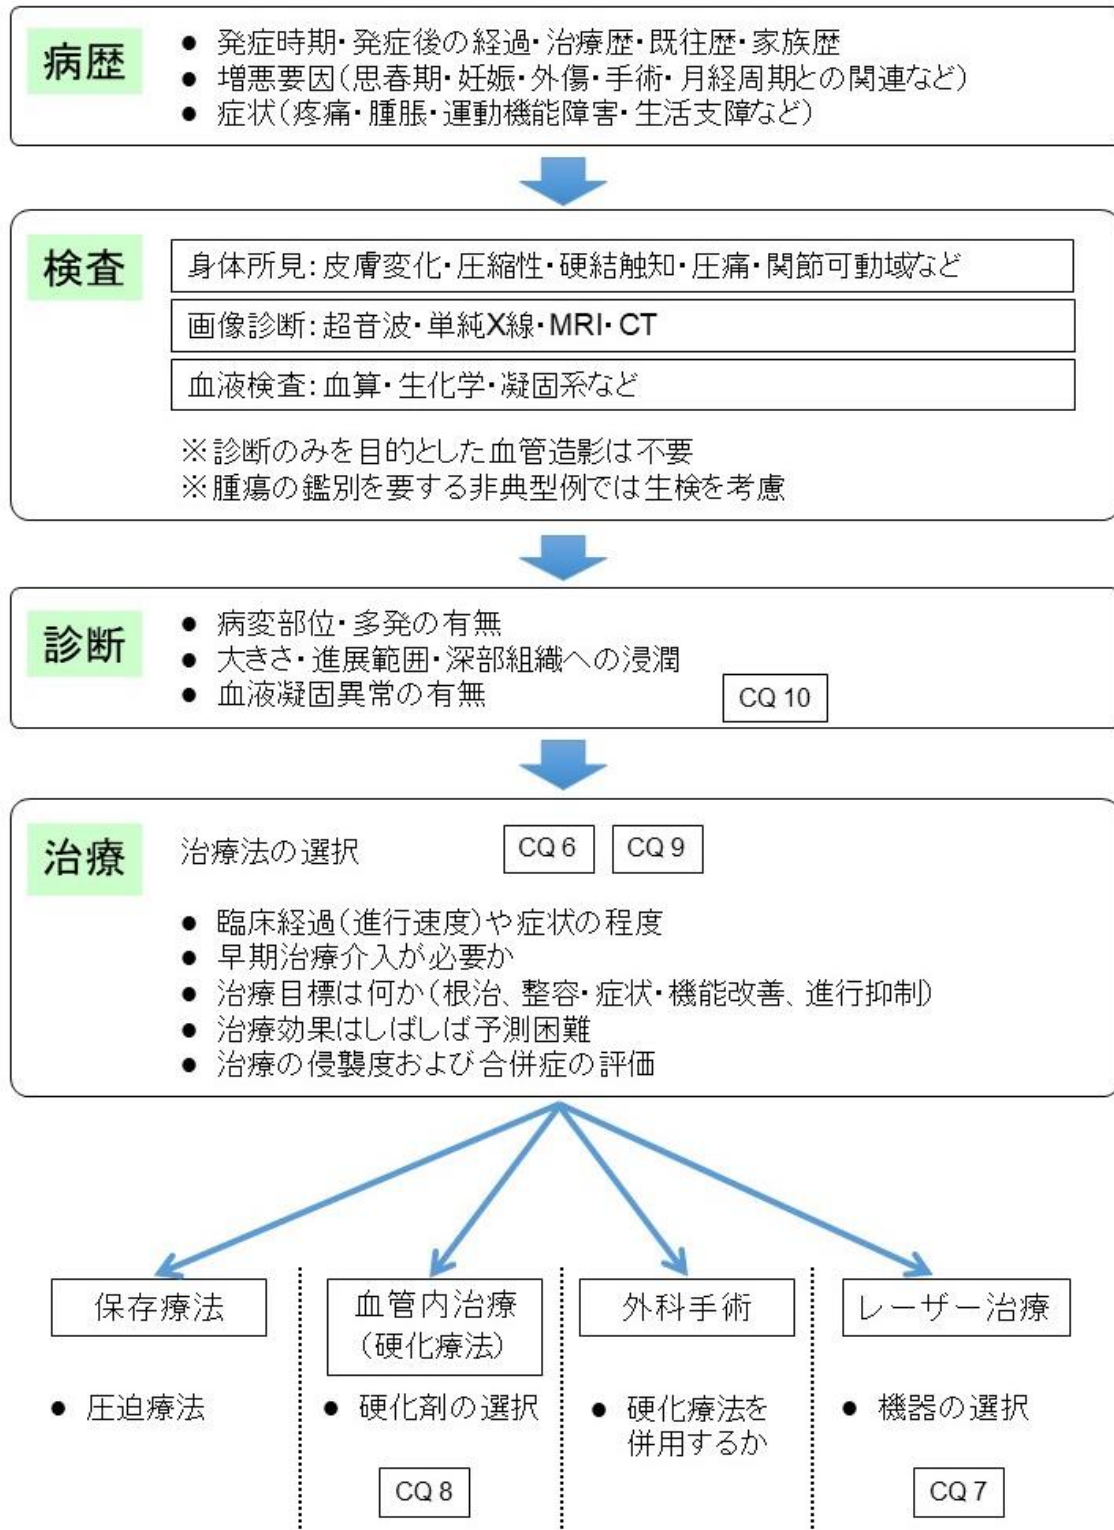 病歴
● 発症時期・発症後の経過・治療歴・既往歴・家族歴
● 増悪要因(思春期・妊娠・外傷・手術・月経周期との関連など)
● 症状(疼痛・腫脹・運動機能障害・生活支障など)
検査
身体所見:皮膚変化・圧縮性・硬結触知・圧痛・関節可動域など
画像診断:超音波・単純X線・MRI・CT
血液検査:血算・生化学・凝固系など
※診断のみを目的とした血管造影は不要
※腫瘍の鑑別を要する非典型例では生検を考慮
診断
● 病変部位・多発の有無
● 大きさ・進展範囲・深部組織への浸潤
● 血液凝固異常の有無
CQ 10
治療
治療法の選択
CQ 6
CQ 9
● 臨床経過(進行速度)や症状の程度
● 早期治療介入が必要か
● 治療目標は何か(根治、整容・症状・機能改善、進行抑制)
● 治療効果はしばしば予測困難
● 治療の侵襲度および合併症の評価
保存療法
● 圧迫療法
血管内治療
(硬化療法)
● 硬化剤の選択
CQ 8
外科手術
● 硬化療法を
併用するか
レーザー治療
● 機器の選択
CQ 7